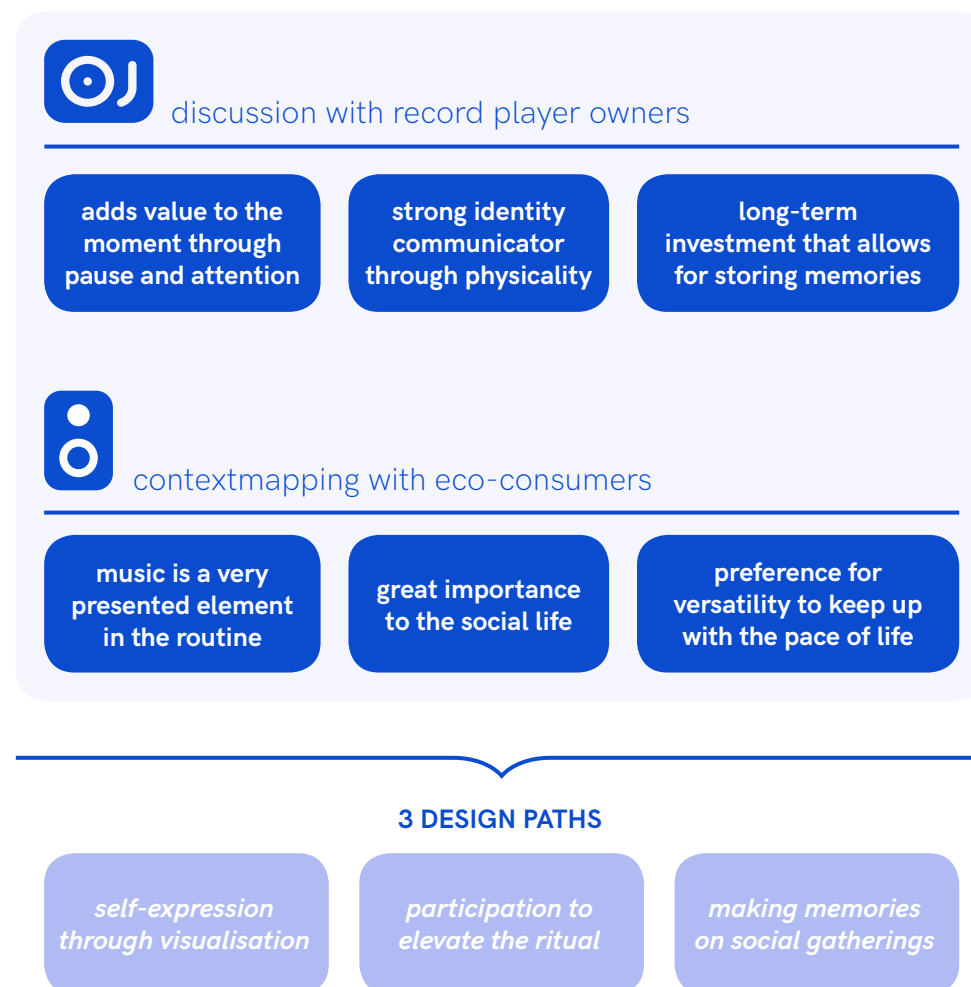 discussion with record player owners
adds value to the
moment through
pause and attention
strong identity
communicator
through physicality
long-term
investment that allows
for storing memories
contextmapping with eco-consumers
music is a very
presented element
in the routine
great importance
to the social life
preference for
versatility to keep up
with the pace of life
3 DESIGN PATHS
self-expression
through visualisation
participation to
elevate the ritual
making memories
on social gatherings